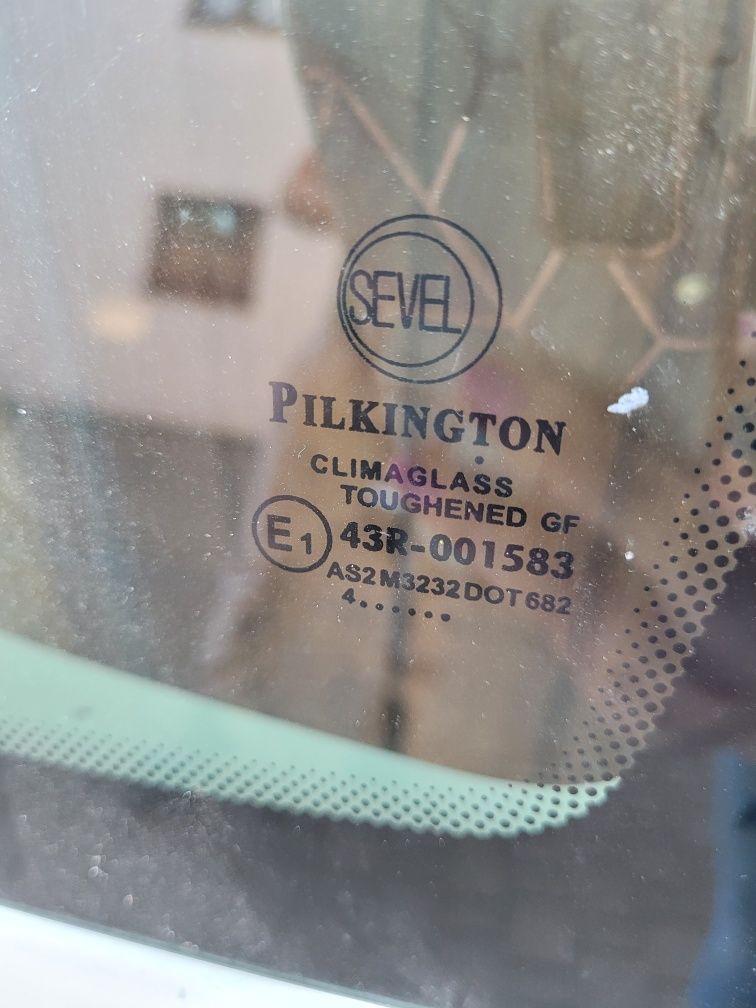 SEVEL
PILKINGTON
CLIMAGLASS
TOUGHENED GF
E1 43R-001583
AS2 M3232 DOT 682
4......